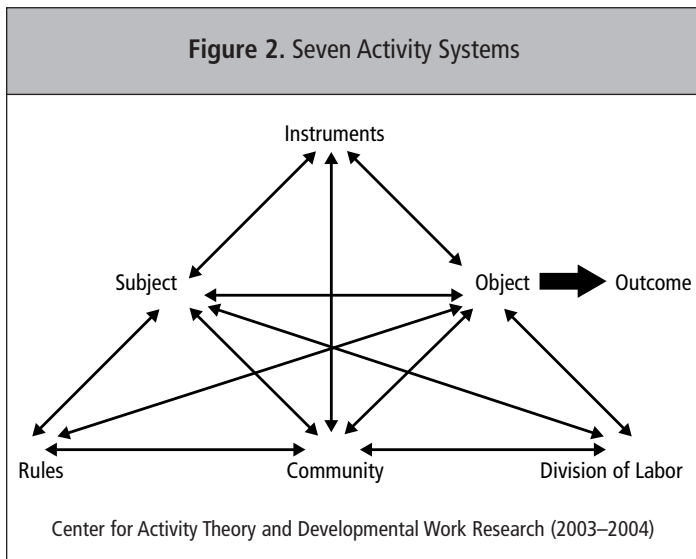 Figure 2. Seven Activity Systems
Instruments
Subject
Object
Outcome
Rules
Community
Division of Labor
Center for Activity Theory and Developmental Work Research (2003–2004)